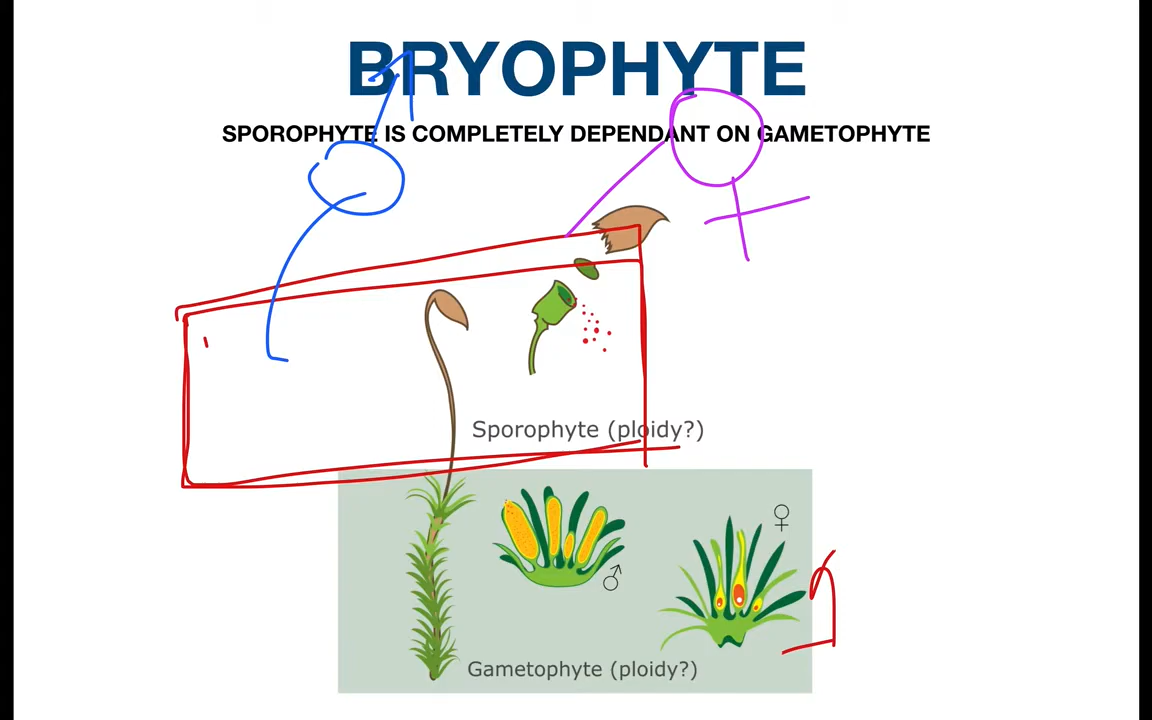 BRYOPHYTE
SPOROPHYTE IS COMPLETELY DEPENDANT ON GAMETOPHYTE
Sporophyte (ploidy?)
♀
♂
n
Gametophyte (ploidy?)